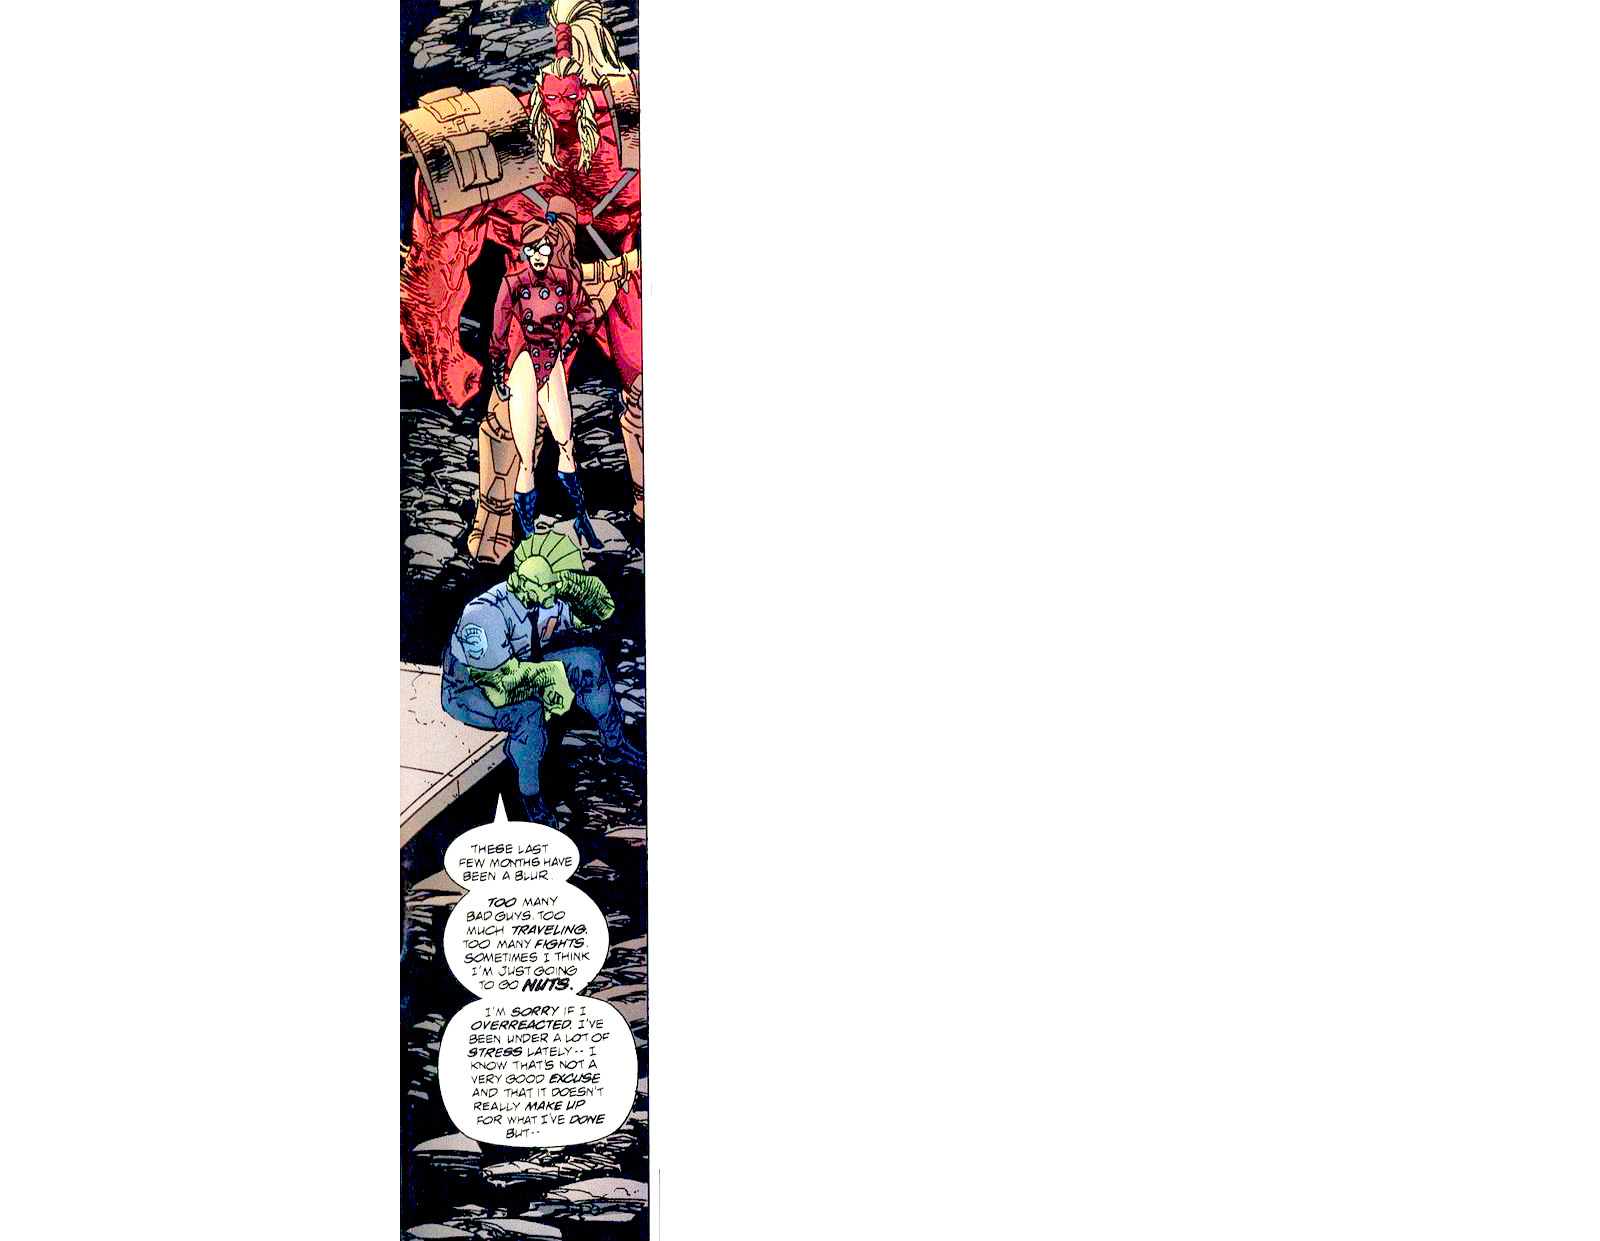 THESE LAST
FEW MONTHS HAVE
BEEN A BLUR.
TOO MANY
BAD GUYS. TOO
MUCH TRAVELING.
TOO MANY FIGHTS.
SOMETIMES I THINK
I'M JUST GOING
TO GO NUTS.
I'M SORRY IF I
OVERREACTED. I'VE
BEEN UNDER A LOT OF
STRESS LATELY-- I
KNOW THAT'S NOT A
VERY GOOD EXCUSE
AND THAT IT DOESN'T
REALLY MAKE UP
FOR WHAT I'VE DONE
BUT--